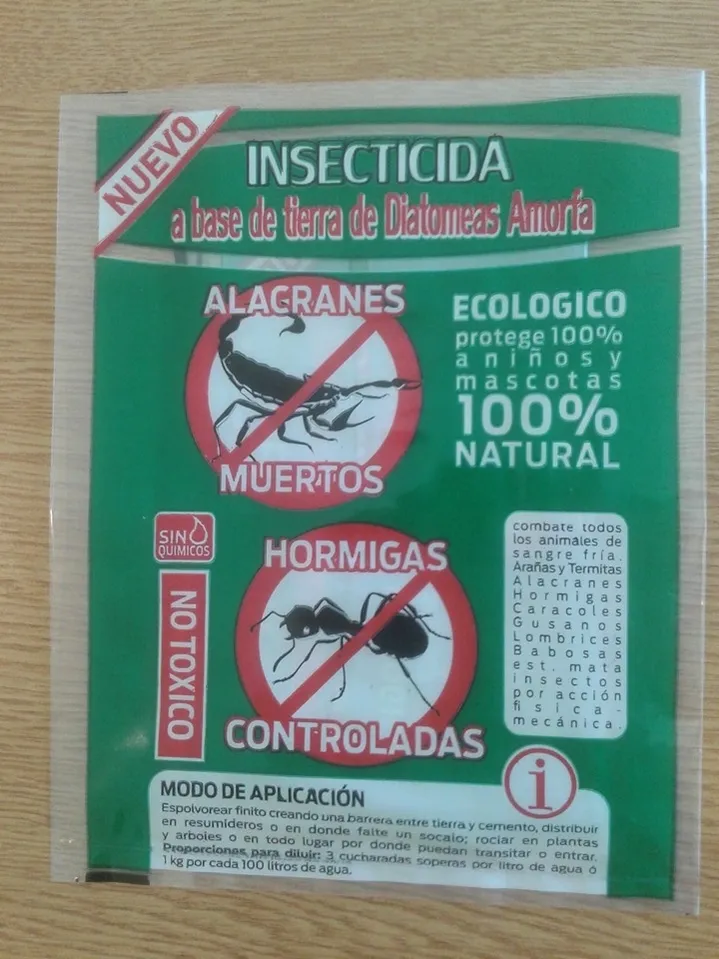 NUEVO
INSECTICIDA
a base de tierra de Diatomeas Amorfa
ALAGRANES
MUERTOS
ECOLOGICO
protege 100%
a niños y
mascotas
100%
NATURAL
SIN
QUIMICOS
NO TOXICO
HORMIGAS
CONTROLADAS
combate todos
los animales de
sangre fría.
Arañas y Termitas
Alacranes
Hormigas
Caracoles
Gusanos
Lombrices
Babosas
est. mata
insectos
por acción
física-
mecánica.
i
MODO DE APLICACIÓN
Espolvorear finito creando una barrera entre tierra y cemento, distribuir
en resumideros o en donde falte un socalo; rociar en plantas
y arboles o en todo lugar por donde puedan transitar o entrar.
Proporciones para diluir: 3 cucharadas soperas por litro de agua ó
1 kg por cada 100 litros de agua.